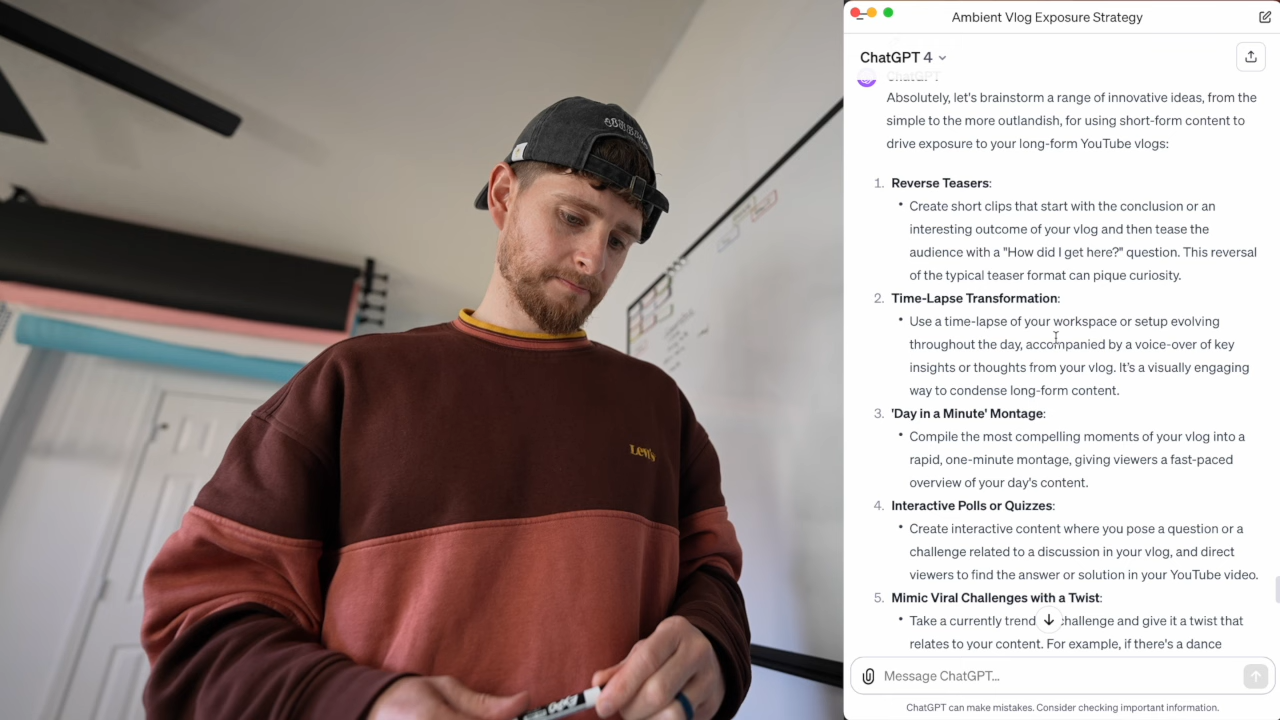 Levi's
Expo
Ambient Vlog Exposure Strategy
ChatGPT 4
ChatGPT
Absolutely, let's brainstorm a range of innovative ideas, from the
simple to the more outlandish, for using short-form content to
drive exposure to your long-form YouTube vlogs:
1. Reverse Teasers:
• Create short clips that start with the conclusion or an
interesting outcome of your vlog and then tease the
audience with a "How did I get here?" question. This reversal
of the typical teaser format can pique curiosity.
2. Time-Lapse Transformation:
• Use a time-lapse of your workspace or setup evolving
throughout the day, accompanied by a voice-over of key
insights or thoughts from your vlog. It's a visually engaging
way to condense long-form content.
3. 'Day in a Minute' Montage:
• Compile the most compelling moments of your vlog into a
rapid, one-minute montage, giving viewers a fast-paced
overview of your day's content.
4. Interactive Polls or Quizzes:
• Create interactive content where you pose a question or a
challenge related to a discussion in your vlog, and direct
viewers to find the answer or solution in your YouTube video.
5. Mimic Viral Challenges with a Twist:
• Take a currently trend challenge and give it a twist that
relates to your content. For example, if there's a dance
Message ChatGPT...
ChatGPT can make mistakes. Consider checking important information.